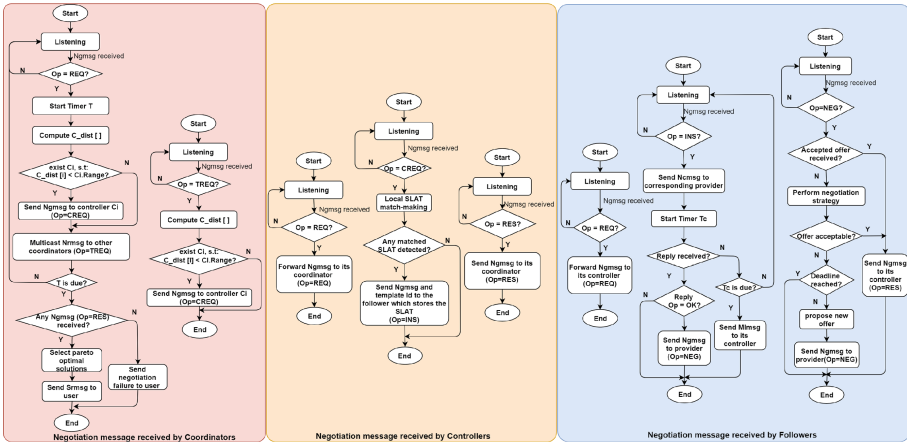 Start
Listening
Ngmsg received
N
Op = REQ?
Y
Start Timer T
Compute C_dist [ ]
exist Ci, s.t:
C_dist [i] < Ci.Range?
N
Y
Send Ngmsg to controller Ci
(Op=CREQ)
Multicast Nrmsg to other
coordinators (Op=TREQ)
N
T is due?
Y
Any Ngmsg (Op=RES)
received?
N
Y
Select pareto
optimal
solutions
Send
negotiation
failure to user
Send Srmsg to
user
End
Start
Listening
Ngmsg received
N
Op = TREQ?
Y
Compute C_dist [ ]
exist Ci, s.t:
C_dist [i] < Ci.Range?
N
Y
Send Ngmsg to controller Ci
(Op=CREQ)
End
Negotiation message received by Coordinators
Start
Listening
Ngmsg received
N
Op = REQ?
Y
Forward Ngmsg to its
coordinator
(Op=REQ)
End
Start
Listening
Ngmsg received
N
Op = CREQ?
Y
Local SLAT
match-making
Any matched
SLAT detected?
N
Y
Send Ngmsg and
template Id to the
follower which stores the
SLAT
(Op=INS)
End
Start
Listening
Ngmsg received
N
Op = RES?
Y
Send Ngmsg to its
coordinator
(Op=RES)
End
Negotiation message received by Controllers
Start
Listening
Ngmsg received
N
Op = REQ?
Y
Forward Ngmsg to its
controller
(Op=REQ)
End
Start
Listening
Ngmsg received
N
Op = INS?
Y
Send Ncmsg to
corresponding provider
Start Timer Tc
Reply received?
N
Y
Tc is due?
N
Y
Reply
Op = OK?
N
Y
Send Ngmsg
to provider
(Op=NEG)
Send MImsg
to its
controller
End
Start
Listening
Ngmsg received
N
Op=NEG?
Y
Accepted offer
received?
Y
N
Perform negotiation
strategy
Offer acceptable?
Y
N
Send Ngmsg
to its
controller
(Op=RES)
Deadline
reached?
Y
N
propose new
offer
Send Ngmsg to
provider(Op=NEG)
End
Negotiation message received by Followers